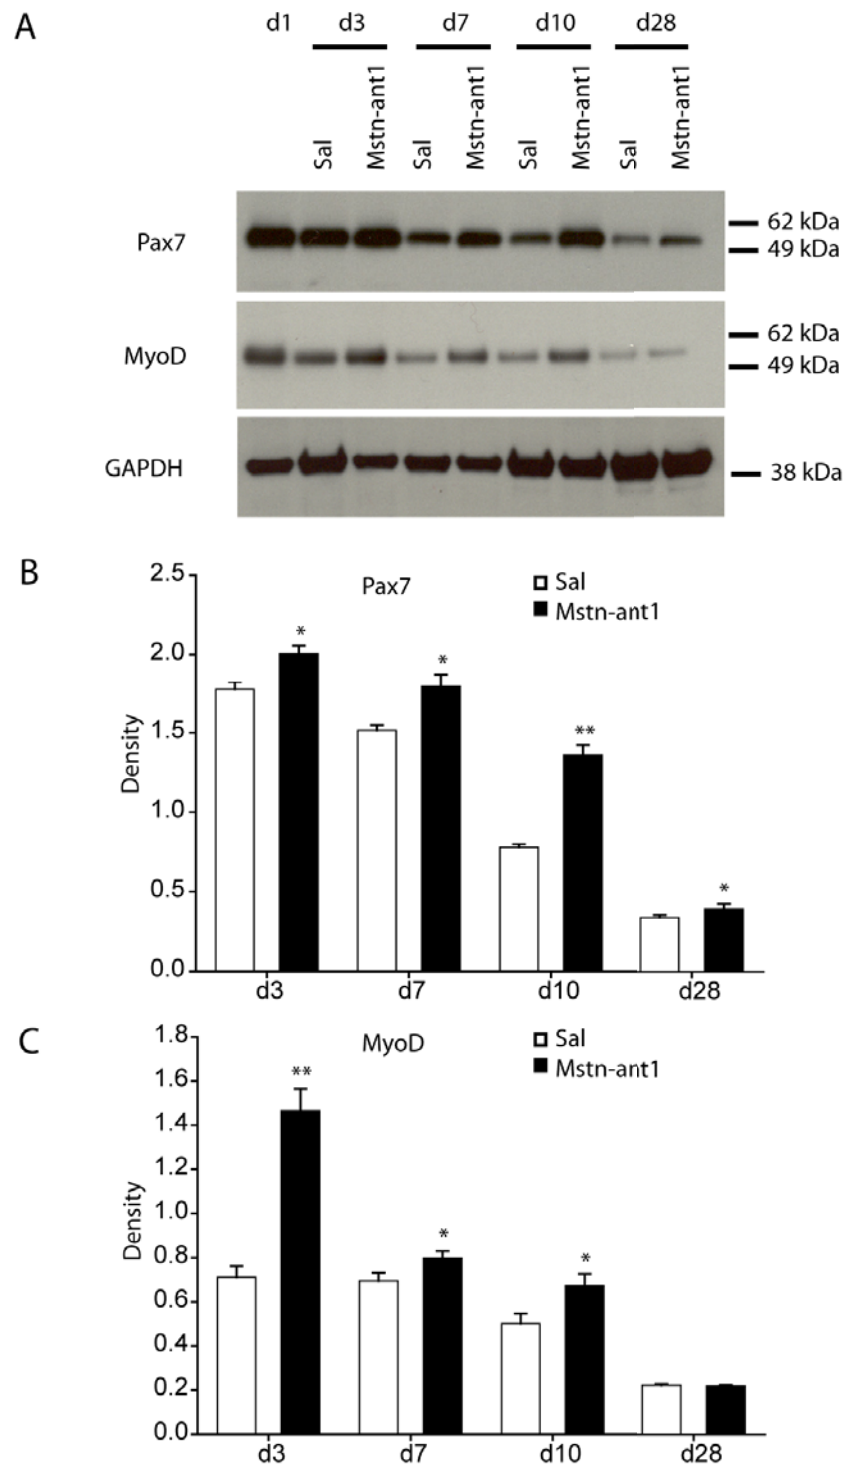 A
d1 d3 d7 d10 d28
Sal Mstn-ant1 Sal Mstn-ant1 Sal Mstn-ant1 Sal Mstn-ant1
Pax7
62 kDa
49 kDa
MyoD
62 kDa
49 kDa
GAPDH
38 kDa
B
Pax7
Sal
Mstn-ant1
Density
2.5
2.0
1.5
1.0
0.5
0.0
* * ** *
d3 d7 d10 d28
C
MyoD
Sal
Mstn-ant1
Density
1.8
1.6
1.4
1.2
1.0
0.8
0.6
0.4
0.2
0.0
** * *
d3 d7 d10 d28